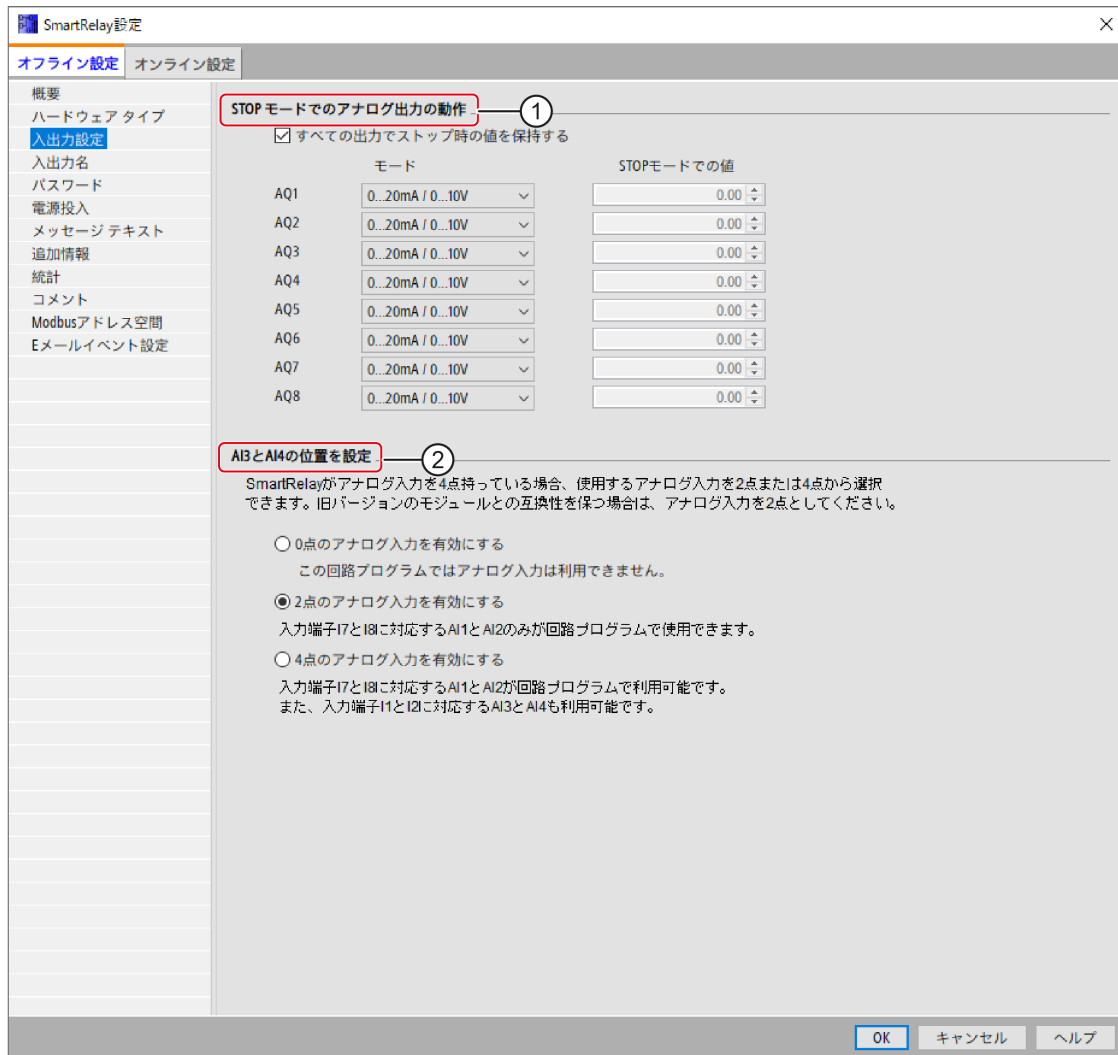 SmartRelay設定
オフライン設定 オンライン設定
概要
ハードウェア タイプ
入出力設定
入出力名
パスワード
電源投入
メッセージ テキスト
追加情報
統計
コメント
Modbusアドレス空間
Eメールイベント設定
STOP モードでのアナログ出力の動作 1
すべての出力でストップ時の値を保持する
モード STOPモードでの値
AQ1 0...20mA / 0...10V 0.00
AQ2 0...20mA / 0...10V 0.00
AQ3 0...20mA / 0...10V 0.00
AQ4 0...20mA / 0...10V 0.00
AQ5 0...20mA / 0...10V 0.00
AQ6 0...20mA / 0...10V 0.00
AQ7 0...20mA / 0...10V 0.00
AQ8 0...20mA / 0...10V 0.00
AI3とAI4の位置を設定 2
SmartRelayがアナログ入力を4点持っている場合、使用するアナログ入力を2点または4点から選択
できます。旧バージョンのモジュールとの互換性を保つ場合は、アナログ入力を2点としてください。
0点のアナログ入力を有効にする
この回路プログラムではアナログ入力は利用できません。
2点のアナログ入力を有効にする
入力端子I7とI8に対応するAI1とAI2のみが回路プログラムで使用できます。
4点のアナログ入力を有効にする
入力端子I7とI8に対応するAI1とAI2が回路プログラムで利用可能です。
また、入力端子I1とI2に対応するAI3とAI4も利用可能です。
OK キャンセル ヘルプ